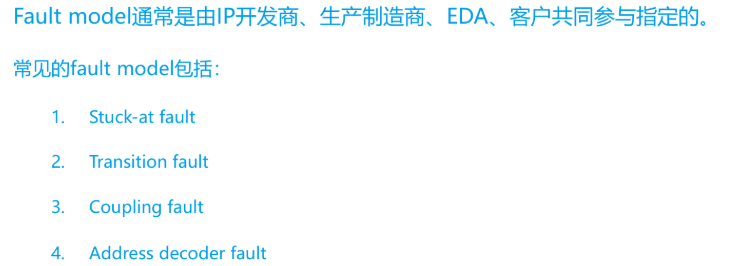 Fault model通常是由IP开发商、生产制造商、EDA、客户共同参与指定的。
常见的fault model包括：
1. Stuck-at fault
2. Transition fault
3. Coupling fault
4. Address decoder fault